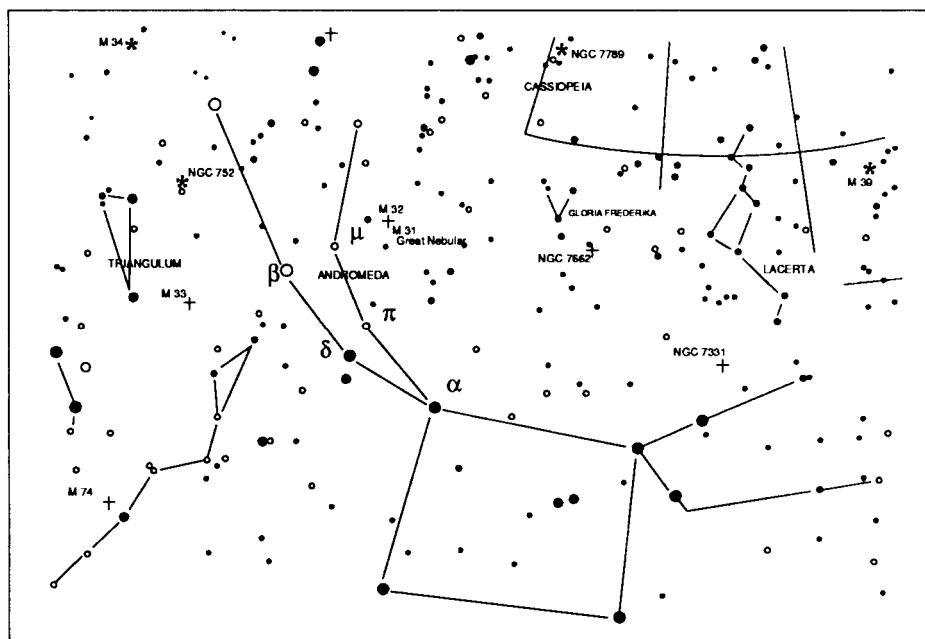 M 34
NGC 7789
CASSIOPEIA
NGC 752
M 39
M 32
GLORIA FREDERIKA
M 31
μ
Great Nebular
NGC 7662
TRIANGULUM
β
ANDROMEDA
LACERTA
M 33
π
δ
NGC 7331
α
M 74